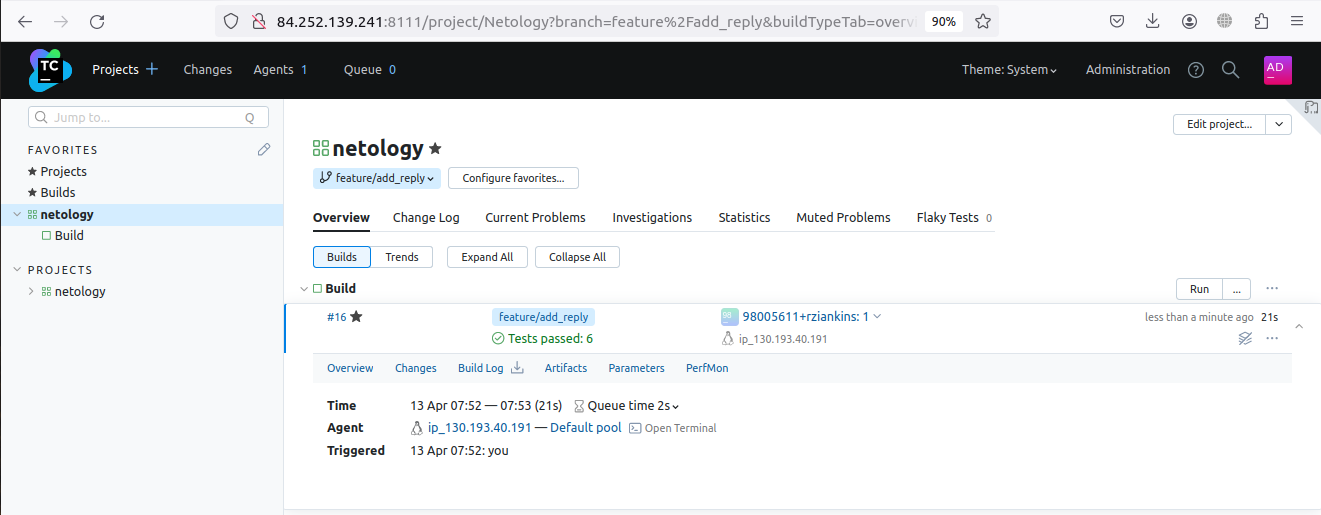 84.252.139.241:8111/project/Netology?branch=feature%2Fadd_reply&buildTypeTab=overvi 90%
TC Projects Changes Agents 1 Queue 0 Theme: System Administration ? AD
Jump to... Q
FAVORITES
Projects
Builds
netology
Build
PROJECTS
netology
Edit project...
netology
feature/add_reply Configure favorites...
Overview Change Log Current Problems Investigations Statistics Muted Problems Flaky Tests 0
Builds Trends Expand All Collapse All
Build Run ... ...
#16 feature/add_reply 98005611+rziankins: 1 less than a minute ago 21s
Tests passed: 6 ip_130.193.40.191 ...
Overview Changes Build Log Artifacts Parameters PerfMon
Time 13 Apr 07:52 — 07:53 (21s) Queue time 2s
Agent ip_130.193.40.191 — Default pool Open Terminal
Triggered 13 Apr 07:52: you